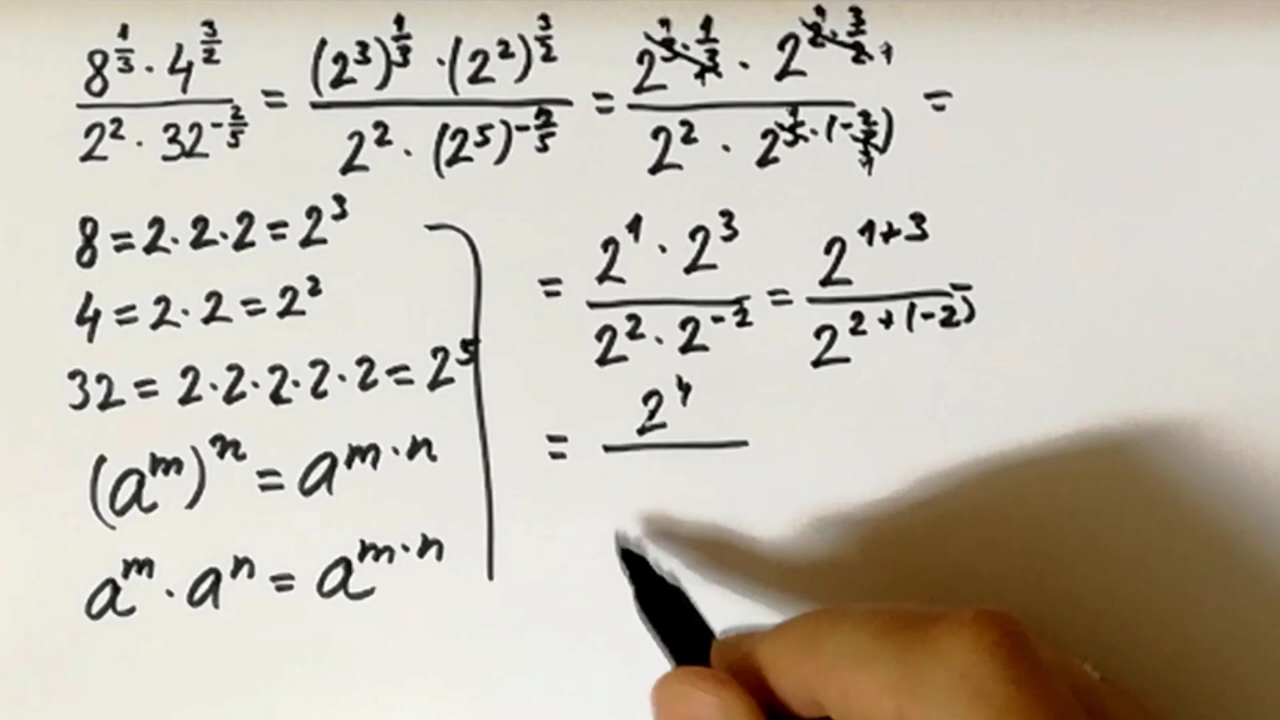 8^{1/3} · 4^{3/2} / 2² · 32^{-2/5} = (2³)^{1/3} · (2²)^{3/2} / 2² · (2⁵)^{-2/5} = 2^{3·1/3} · 2^{2·3/2} / 2² · 2^{5·(-2/5)} =
8 = 2·2·2 = 2³
4 = 2·2 = 2²
32 = 2·2·2·2·2 = 2⁵
(a^m)^n = a^{m·n}
a^m · a^n = a^{m·n}
= 2¹ · 2³ / 2² · 2^{-2} = 2^{1+3} / 2^{2+(-2)}
= 2⁴ /